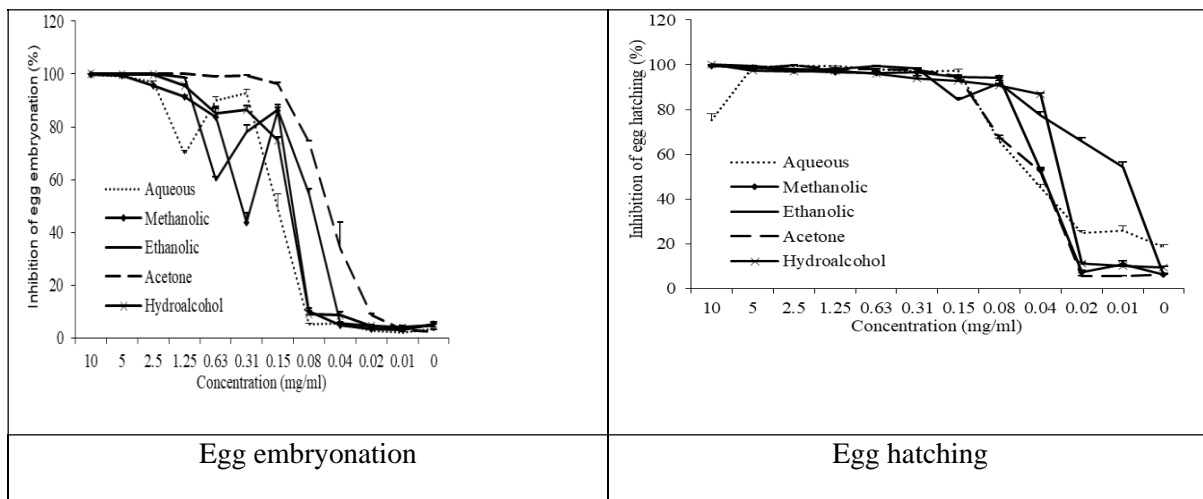 Inhibition of egg embryonation (%)
120
100
80
60
40
20
0
Aqueous
Methanolic
Ethanolic
Acetone
Hydroalcohol
10 5 2.5 1.25 0.63 0.31 0.15 0.08 0.04 0.02 0.01 0
Concentration (mg/ml)
Egg embryonation
Inhibition of egg hatching (%)
120
100
80
60
40
20
0
Aqueous
Methanolic
Ethanolic
Acetone
Hydroalcohol
10 5 2.5 1.25 0.63 0.31 0.15 0.08 0.04 0.02 0.01 0
Concentration (mg/ml)
Egg hatching